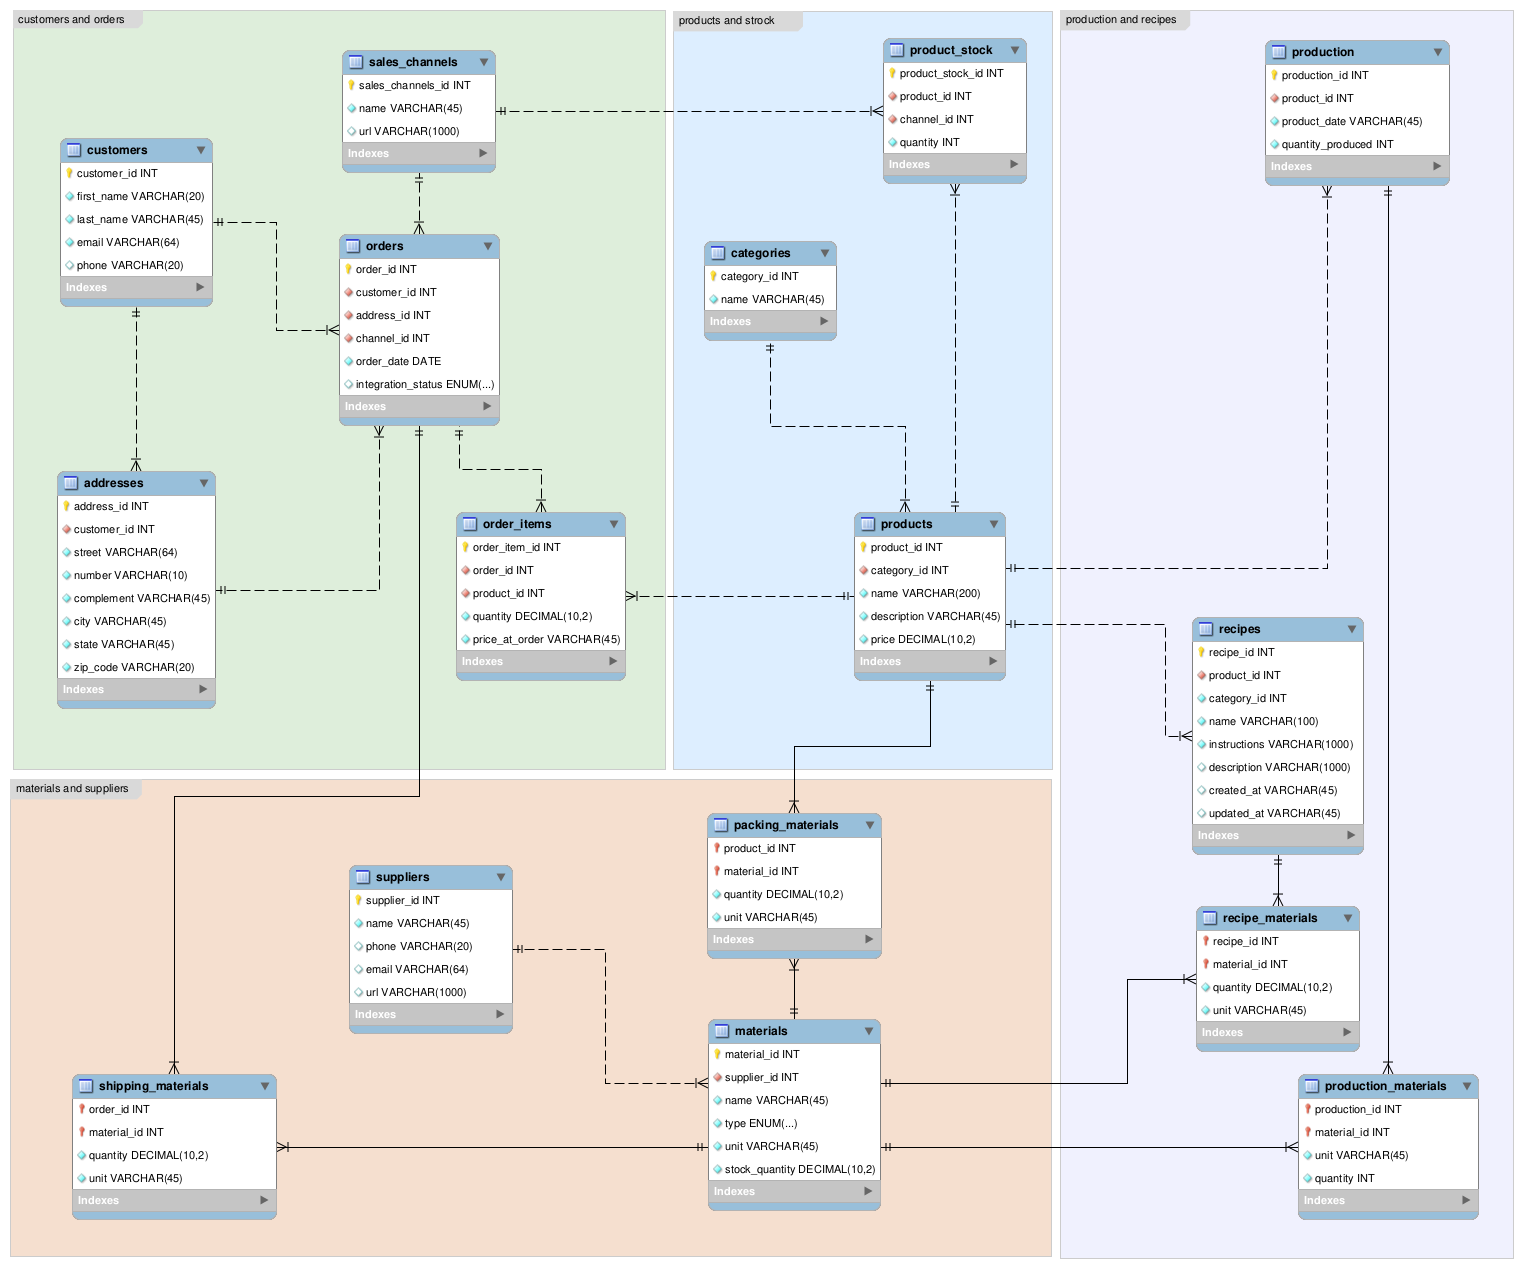 customers and orders
sales_channels
sales_channels_id INT
name VARCHAR(45)
url VARCHAR(1000)
Indexes
customers
customer_id INT
first_name VARCHAR(20)
last_name VARCHAR(45)
email VARCHAR(64)
phone VARCHAR(20)
Indexes
orders
order_id INT
customer_id INT
address_id INT
channel_id INT
order_date DATE
integration_status ENUM(...)
Indexes
addresses
address_id INT
customer_id INT
street VARCHAR(64)
number VARCHAR(10)
complement VARCHAR(45)
city VARCHAR(45)
state VARCHAR(45)
zip_code VARCHAR(20)
Indexes
order_items
order_item_id INT
order_id INT
product_id INT
quantity DECIMAL(10,2)
price_at_order VARCHAR(45)
Indexes
products and strock
product_stock
product_stock_id INT
product_id INT
channel_id INT
quantity INT
Indexes
categories
category_id INT
name VARCHAR(45)
Indexes
products
product_id INT
category_id INT
name VARCHAR(200)
description VARCHAR(45)
price DECIMAL(10,2)
Indexes
production and recipes
production
production_id INT
product_id INT
product_date VARCHAR(45)
quantity_produced INT
Indexes
recipes
recipe_id INT
product_id INT
category_id INT
name VARCHAR(100)
instructions VARCHAR(1000)
description VARCHAR(1000)
created_at VARCHAR(45)
updated_at VARCHAR(45)
Indexes
recipe_materials
recipe_id INT
material_id INT
quantity DECIMAL(10,2)
unit VARCHAR(45)
Indexes
production_materials
production_id INT
material_id INT
unit VARCHAR(45)
quantity INT
Indexes
materials and suppliers
packing_materials
product_id INT
material_id INT
quantity DECIMAL(10,2)
unit VARCHAR(45)
Indexes
suppliers
supplier_id INT
name VARCHAR(45)
phone VARCHAR(20)
email VARCHAR(64)
url VARCHAR(1000)
Indexes
materials
material_id INT
supplier_id INT
name VARCHAR(45)
type ENUM(...)
unit VARCHAR(45)
stock_quantity DECIMAL(10,2)
Indexes
shipping_materials
order_id INT
material_id INT
quantity DECIMAL(10,2)
unit VARCHAR(45)
Indexes